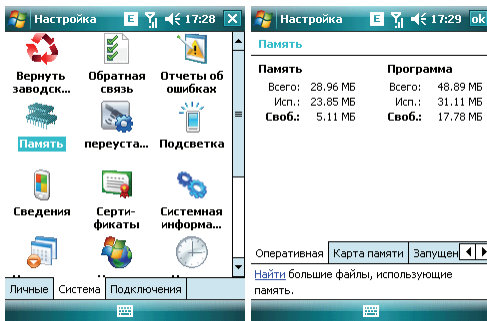 Настройка E 17:28
Вернуть заводск...
Обратная связь
Отчеты об ошибках
Память переуста... Подсветка
Сведения
Серти-фикаты
Системная информа...
Личные Система Подключения
Настройка E 17:29 ok
Память
Память Программа
Всего: 28.96 МБ Всего: 48.89 МБ
Исп.: 23.85 МБ Исп.: 31.11 МБ
Своб.: 5.11 МБ Своб.: 17.78 МБ
Оперативная Карта памяти Запущен
Найти большие файлы, использующие
память.